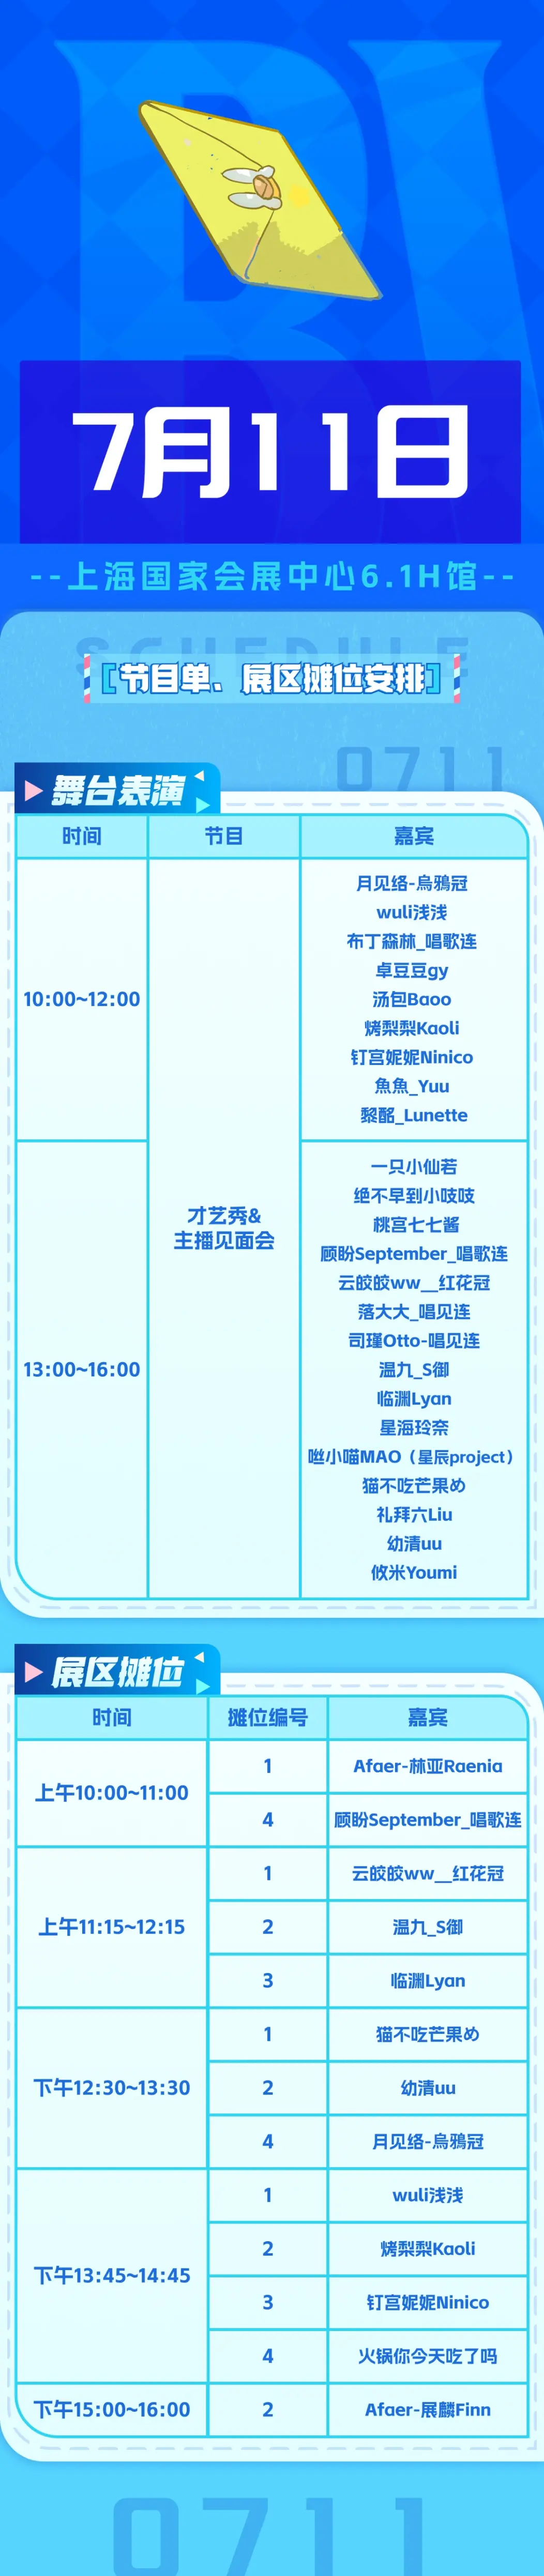 7月11日
--上海国家会展中心6.1H馆--
SCHEDULE
[节目单、展区摊位安排]
0711
舞台表演
时间 节目 嘉宾
10:00~12:00
月见络-烏鴉冠
wuli浅浅
布丁森林_唱歌连
卓豆豆gy
汤包Baoo
烤梨梨Kaoli
钉宫妮妮Ninico
魚魚_Yuu
黎酩_Lunette
才艺秀&
主播见面会
13:00~16:00
一只小仙若
绝不早到小吱吱
桃宫七七酱
顾盼September_唱歌连
云皎皎ww__红花冠
落大大_唱见连
司瑾Otto-唱见连
温九_S御
临渊Lyan
星海玲奈
咝小喵MAO（星辰project）
猫不吃芒果め
礼拜六Liu
幼清uu
攸米Youmi
展区摊位
时间 摊位编号 嘉宾
上午10:00~11:00
1 Afaer-林亚Raenia
4 顾盼September_唱歌连
上午11:15~12:15
1 云皎皎ww__红花冠
2 温九_S御
3 临渊Lyan
下午12:30~13:30
1 猫不吃芒果め
2 幼清uu
4 月见络-烏鴉冠
下午13:45~14:45
1 wuli浅浅
2 烤梨梨Kaoli
3 钉宫妮妮Ninico
4 火锅你今天吃了吗
下午15:00~16:00 2 Afaer-展麟Finn
0711